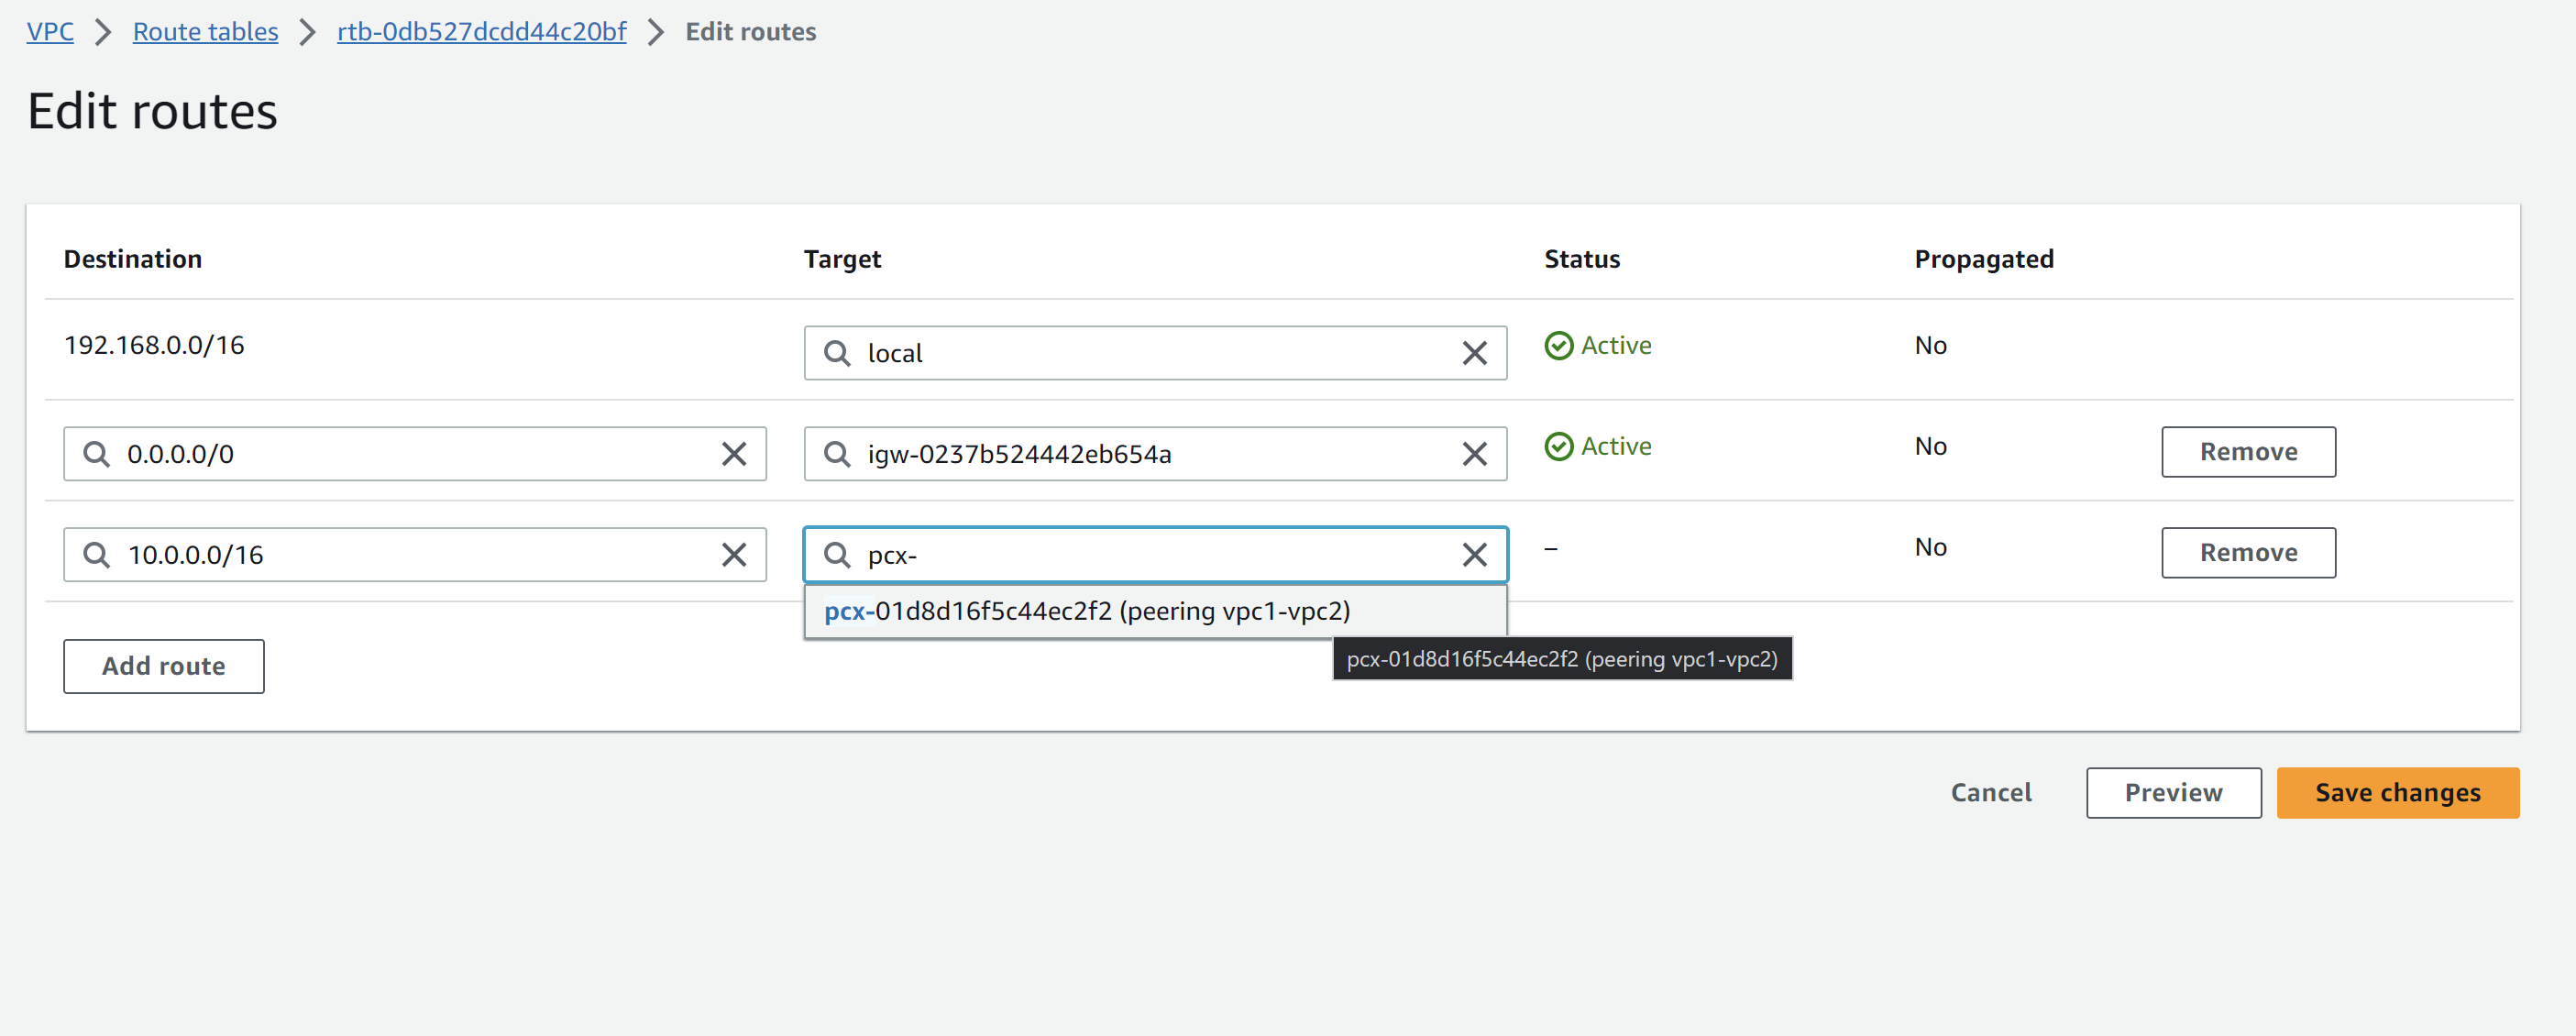 VPC > Route tables > rtb-0db527dcdd44c20bf > Edit routes
Edit routes
Destination Target Status Propagated
192.168.0.0/16 local Active No
0.0.0.0/0 igw-0237b524442eb654a Active No Remove
10.0.0.0/16 pcx- – No Remove
pcx-01d8d16f5c44ec2f2 (peering vpc1-vpc2)
pcx-01d8d16f5c44ec2f2 (peering vpc1-vpc2)
Add route
Cancel Preview Save changes